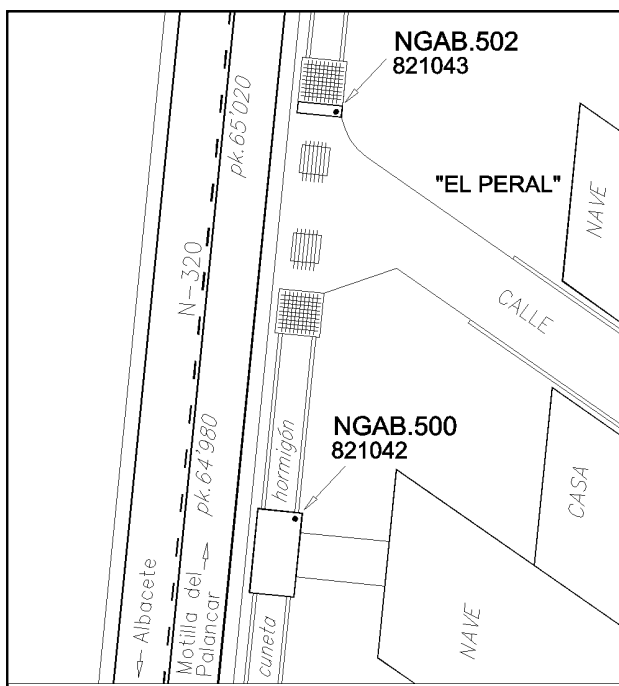 NGAB.502
821043
pk.65'020
"EL PERAL"
NAVE
N-320
CALLE
NGAB.500
821042
pk.64'980
hormigón
CASA
Albacete
Motilla del
Palancar
cuneta
NAVE